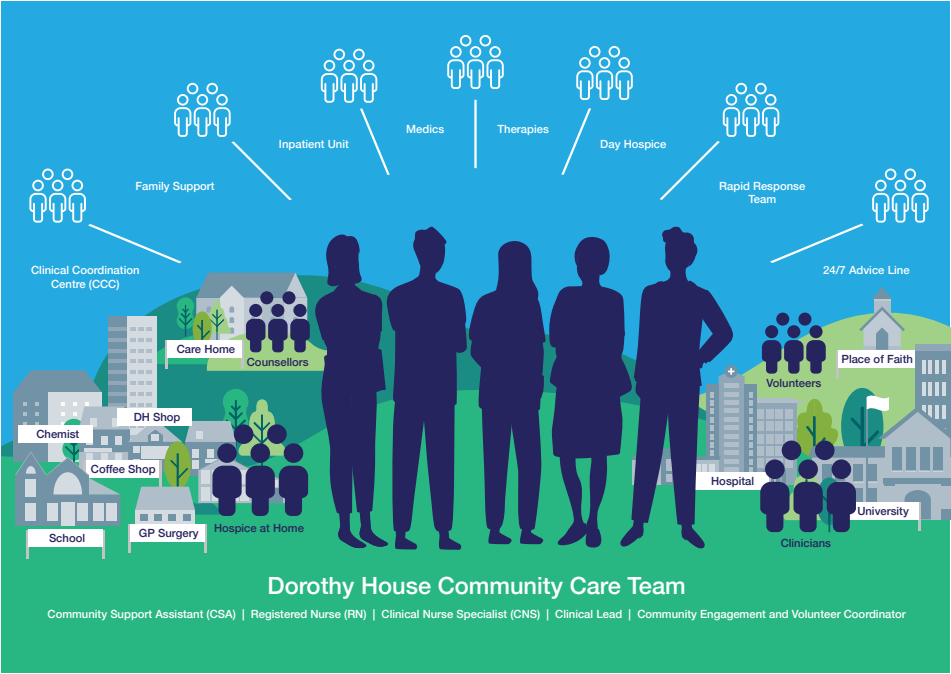 Medics
Therapies
Inpatient Unit
Day Hospice
Family Support
Rapid Response
Team
Clinical Coordination
Centre (CCC)
24/7 Advice Line
Care Home
Counsellors
Place of Faith
Volunteers
DH Shop
Chemist
Coffee Shop
Hospital
University
School
GP Surgery
Hospice at Home
Clinicians
Dorothy House Community Care Team
Community Support Assistant (CSA) | Registered Nurse (RN) | Clinical Nurse Specialist (CNS) | Clinical Lead | Community Engagement and Volunteer Coordinator